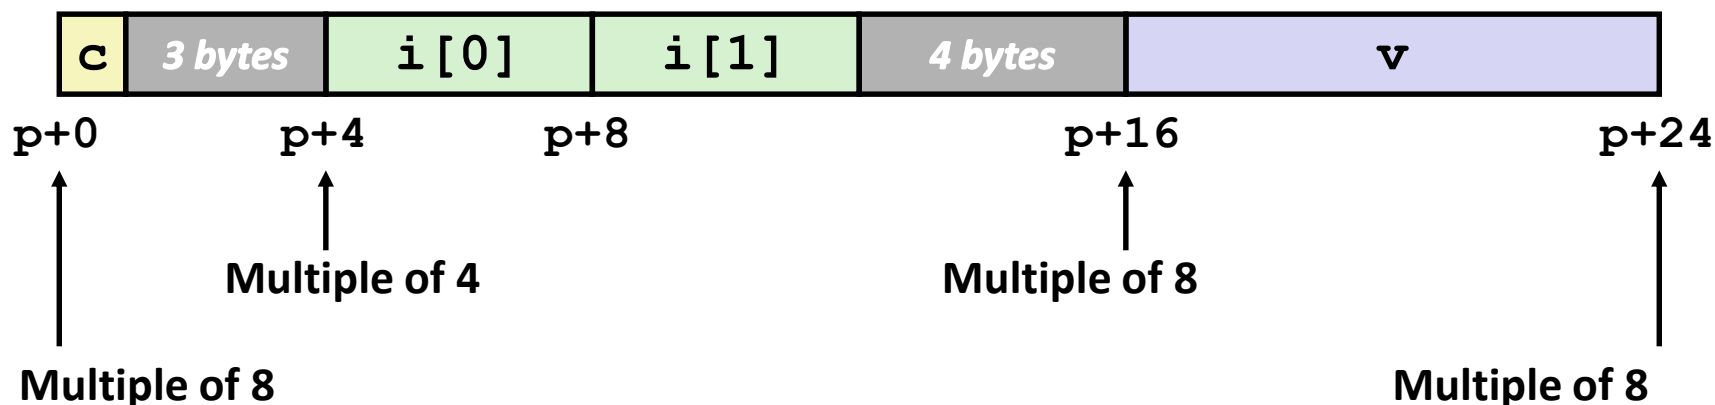 c 3 bytes i[0] i[1] 4 bytes v
p+0 p+4 p+8 p+16 p+24
Multiple of 4 Multiple of 8
Multiple of 8 Multiple of 8